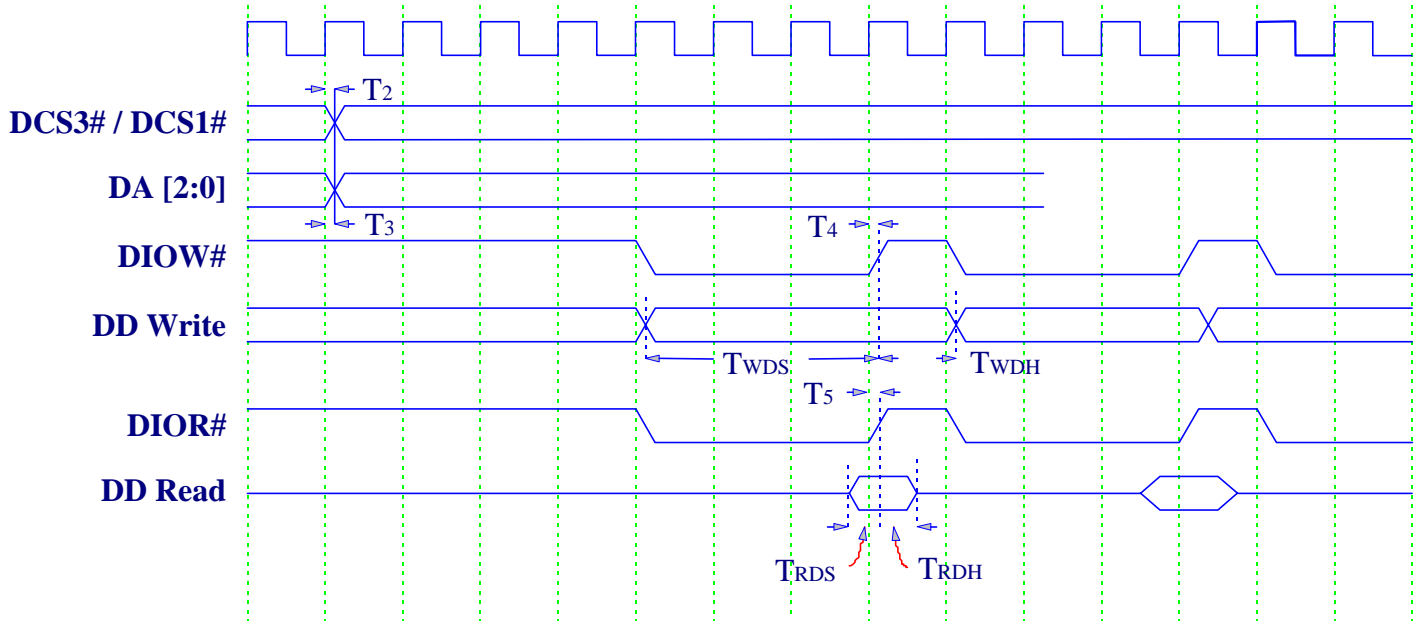 T2
DCS3# / DCS1#
DA [2:0]
T3
T4
DIOW#
DD Write
TWDS
TWDH
T5
DIOR#
DD Read
TRDS
TRDH